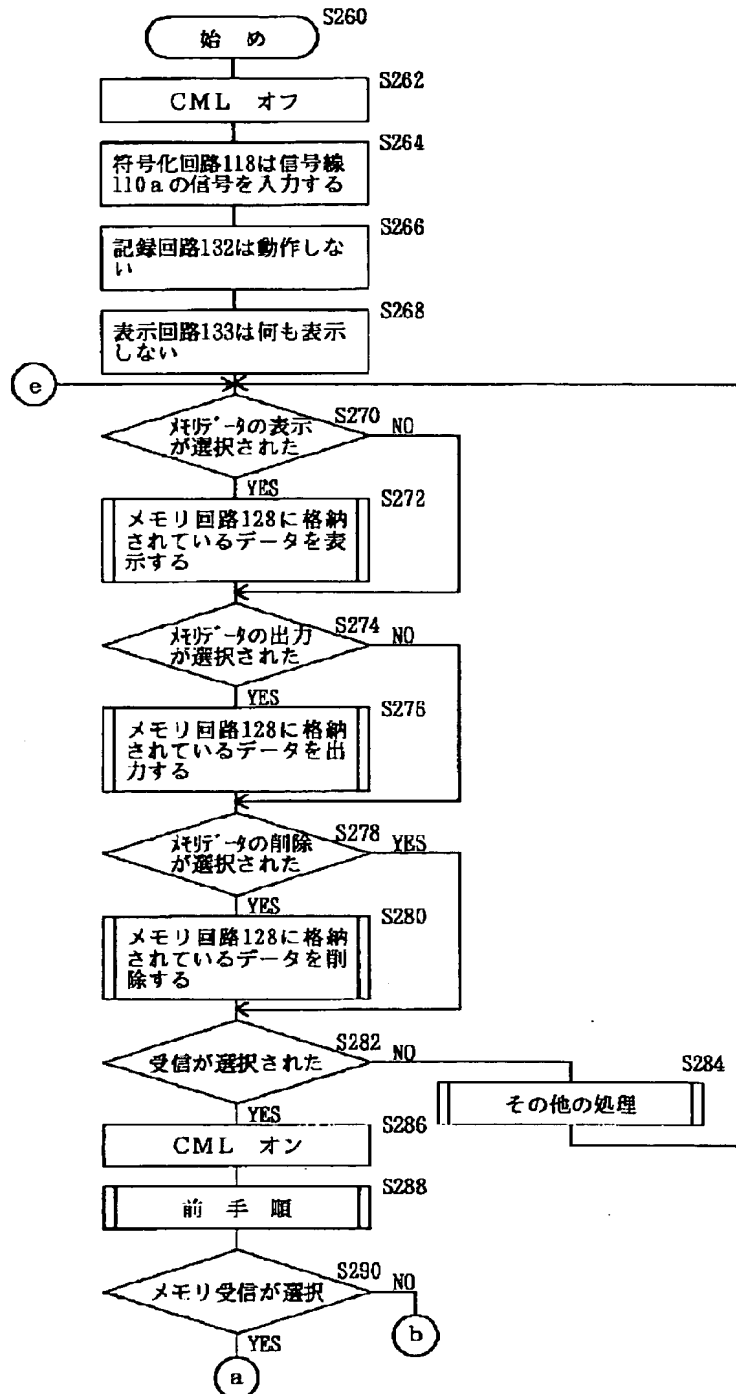 S260
始 め
S262
CML オフ
S264
符号化回路118は信号線
110aの信号を入力する
S266
記録回路132は動作しな
い
S268
表示回路133は何も表示
しない
e
S270
メモリデータの表示
が選択された
NO
YES
S272
メモリ回路128に格納
されているデータを表
示する
S274
メモリデータの出力
が選択された
NO
YES
S276
メモリ回路128に格納
されているデータを出
力する
S278
メモリデータの削除
が選択された
YES
YES
S280
メモリ回路128に格納
されているデータを削
除する
S282
受信が選択された
NO
S284
その他の処理
YES
S286
CML オン
S288
前 手 順
S290
メモリ受信が選択
NO
b
YES
a